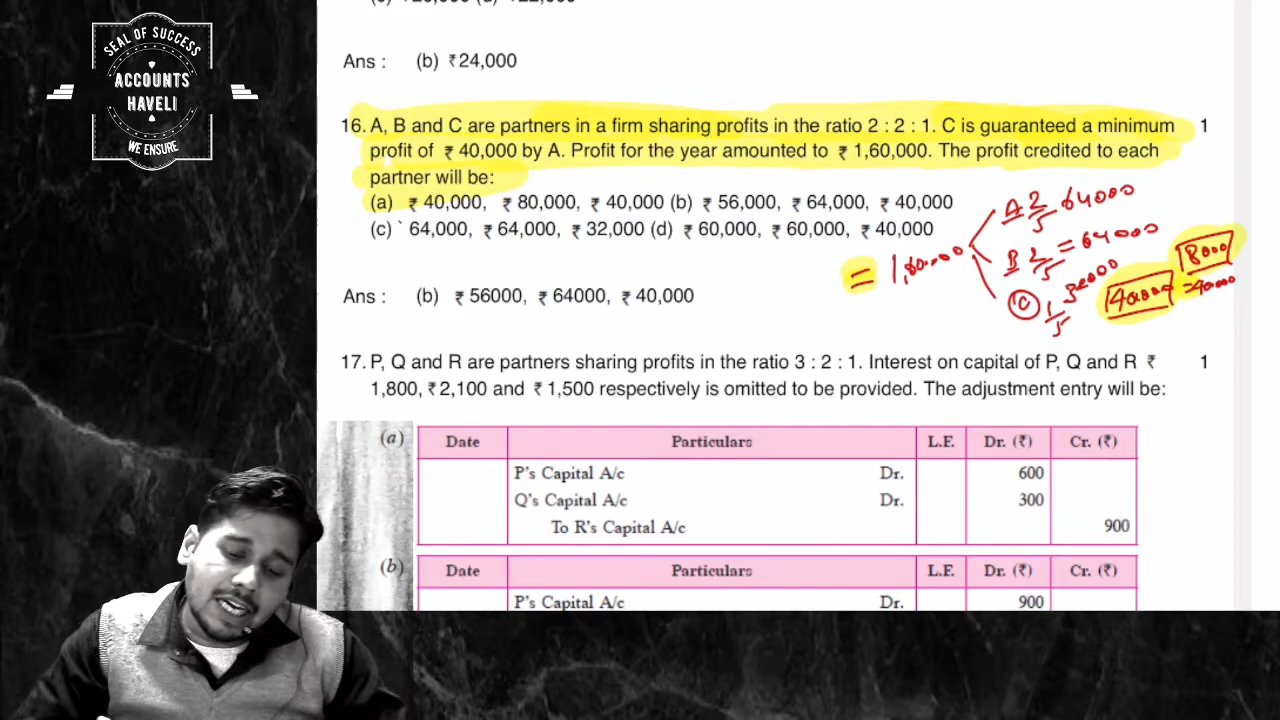 SEAL OF SUCCESS
ACCOUNTS
HAVELI
WE ENSURE
Ans : (b) ₹24,000
16. A, B and C are partners in a firm sharing profits in the ratio 2 : 2 : 1. C is guaranteed a minimum 1
profit of ₹ 40,000 by A. Profit for the year amounted to ₹ 1,60,000. The profit credited to each
partner will be:
(a) ₹ 40,000, ₹ 80,000, ₹ 40,000 (b) ₹ 56,000, ₹ 64,000, ₹ 40,000
(c) ` 64,000, ₹ 64,000, ₹ 32,000 (d) ₹ 60,000, ₹ 60,000, ₹ 40,000
A 2/5 64000
B 2/5 = 64000
= 1,60,000
C 1/5 32000
40000 = 40000
8000
Ans : (b) ₹ 56000, ₹ 64000, ₹ 40,000
17. P, Q and R are partners sharing profits in the ratio 3 : 2 : 1. Interest on capital of P, Q and R ₹ 1
1,800, ₹ 2,100 and ₹ 1,500 respectively is omitted to be provided. The adjustment entry will be:
(a) Date Particulars L.F. Dr. (₹) Cr. (₹)
P's Capital A/c Dr. 600
Q's Capital A/c Dr. 300
To R's Capital A/c 900
(b) Date Particulars L.F. Dr. (₹) Cr. (₹)
P's Capital A/c Dr. 900